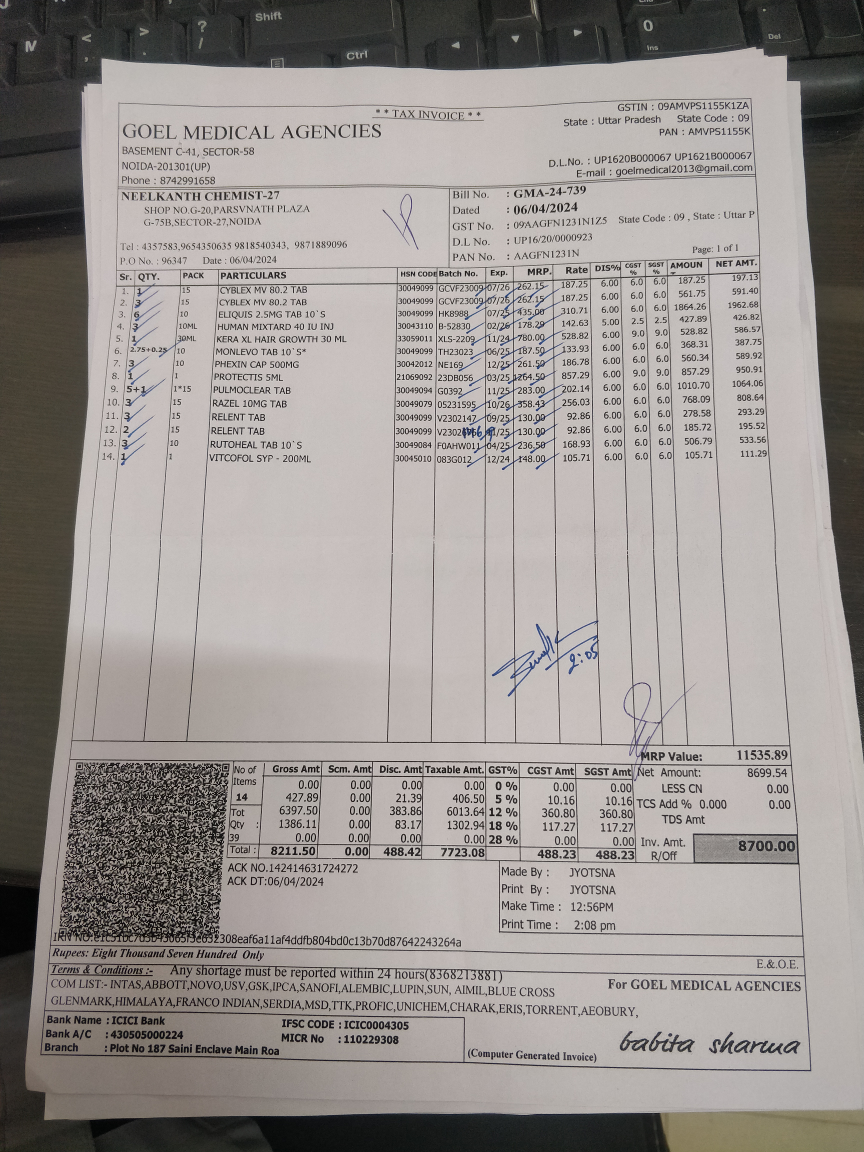 Shift
Ctrl
0
Ins
Del
* * TAX INVOICE * *
GSTIN : 09AMVPS1155K1ZA
State : Uttar Pradesh State Code : 09
PAN : AMVPS1155K
GOEL MEDICAL AGENCIES
BASEMENT C-41, SECTOR-58
NOIDA-201301(UP)
Phone : 8742991658
D.L.No. : UP1620B000067 UP1621B000067
E-mail : goelmedical2013@gmail.com
NEELKANTH CHEMIST-27
SHOP NO.G-20,PARSVNATH PLAZA
G-75B,SECTOR-27,NOIDA
Tel : 4357583,9654350635 9818540343, 9871889096
P.O No. : 96347 Date : 06/04/2024
Bill No. : GMA-24-739
Dated : 06/04/2024
GST No. : 09AAGFN1231N1Z5 State Code : 09 , State : Uttar P
D.L No. : UP16/20/0000923
PAN No. : AAGFN1231N
Page: 1 of 1
Sr. QTY. PACK PARTICULARS HSN CODE Batch No. Exp. MRP. Rate DIS% CGST % SGST % AMOUN NET AMT.
1. 1 15 CYBLEX MV 80.2 TAB 30049099 GCVF23009 07/26 262.15 187.25 6.00 6.0 6.0 187.25 197.13
2. 3 15 CYBLEX MV 80.2 TAB 30049099 GCVF23009 07/26 262.15 187.25 6.00 6.0 6.0 561.75 591.40
3. 6 10 ELIQUIS 2.5MG TAB 10`S 30049099 HK8988 07/25 435.00 310.71 6.00 6.0 6.0 1864.26 1962.68
4. 3 10ML HUMAN MIXTARD 40 IU INJ 30043110 B-52830 02/26 178.29 142.63 5.00 2.5 2.5 427.89 426.82
5. 1 30ML KERA XL HAIR GROWTH 30 ML 33059011 XLS-2209 11/24 780.00 528.82 6.00 9.0 9.0 528.82 586.57
6. 2.75+0.25 10 MONLEVO TAB 10`S* 30049099 TH23023 06/25 187.50 133.93 6.00 6.0 6.0 368.31 387.75
7. 3 10 PHEXIN CAP 500MG 30042012 NE169 12/25 261.50 186.78 6.00 6.0 6.0 560.34 589.92
8. 1 1 PROTECTIS 5ML 21069092 23DB056 03/25 1264.50 857.29 6.00 9.0 9.0 857.29 950.91
9. 5+1 1*15 PULMOCLEAR TAB 30049094 G0392 11/25 283.00 202.14 6.00 6.0 6.0 1010.70 1064.06
10. 3 15 RAZEL 10MG TAB 30049079 05231595 10/26 358.43 256.03 6.00 6.0 6.0 768.09 808.64
11. 3 15 RELENT TAB 30049099 V2302147 09/25 130.00 92.86 6.00 6.0 6.0 278.58 293.29
12. 2 15 RELENT TAB 30049099 130.00 92.86 6.00 6.0 6.0 185.72 195.52
13. 3 10 RUTOHEAL TAB 10`S 30049084 F0AHW011 04/25 236.50 168.93 6.00 6.0 6.0 506.79 533.56
14. 1 1 VITCOFOL SYP - 200ML 30045010 083G012 12/24 148.00 105.71 6.00 6.0 6.0 105.71 111.29
2:05
MRP Value: 11535.89
Net Amount: 8699.54
LESS CN 0.00
TCS Add % 0.000 0.00
TDS Amt
Inv. Amt. 8700.00
R/Off
No of Items 14
Tot Qty : 39
Gross Amt Scm. Amt Disc. Amt Taxable Amt. GST% CGST Amt SGST Amt
0.00 0.00 0.00 0.00 0 % 0.00 0.00
427.89 0.00 21.39 406.50 5 % 10.16 10.16
6397.50 0.00 383.86 6013.64 12 % 360.80 360.80
1386.11 0.00 83.17 1302.94 18 % 117.27 117.27
0.00 0.00 0.00 0.00 28 % 0.00 0.00
Total : 8211.50 0.00 488.42 7723.08 488.23 488.23
ACK NO.142414631724272
ACK DT:06/04/2024
Made By : JYOTSNA
Print By : JYOTSNA
Make Time : 12:56PM
Print Time : 2:08 pm
Rupees: Eight Thousand Seven Hundred Only
E.&.O.E.
Terms & Conditions :- Any shortage must be reported within 24 hours(8368213881)
COM LIST:- INTAS,ABBOTT,NOVO,USV,GSK,IPCA,SANOFI,ALEMBIC,LUPIN,SUN, AIMIL,BLUE CROSS
GLENMARK,HIMALAYA,FRANCO INDIAN,SERDIA,MSD,TTK,PROFIC,UNICHEM,CHARAK,ERIS,TORRENT,AEOBURY,
For GOEL MEDICAL AGENCIES
Bank Name : ICICI Bank
Bank A/C : 430505000224
Branch : Plot No 187 Saini Enclave Main Roa
IFSC CODE : ICIC0004305
MICR No : 110229308
(Computer Generated Invoice)
babita sharma